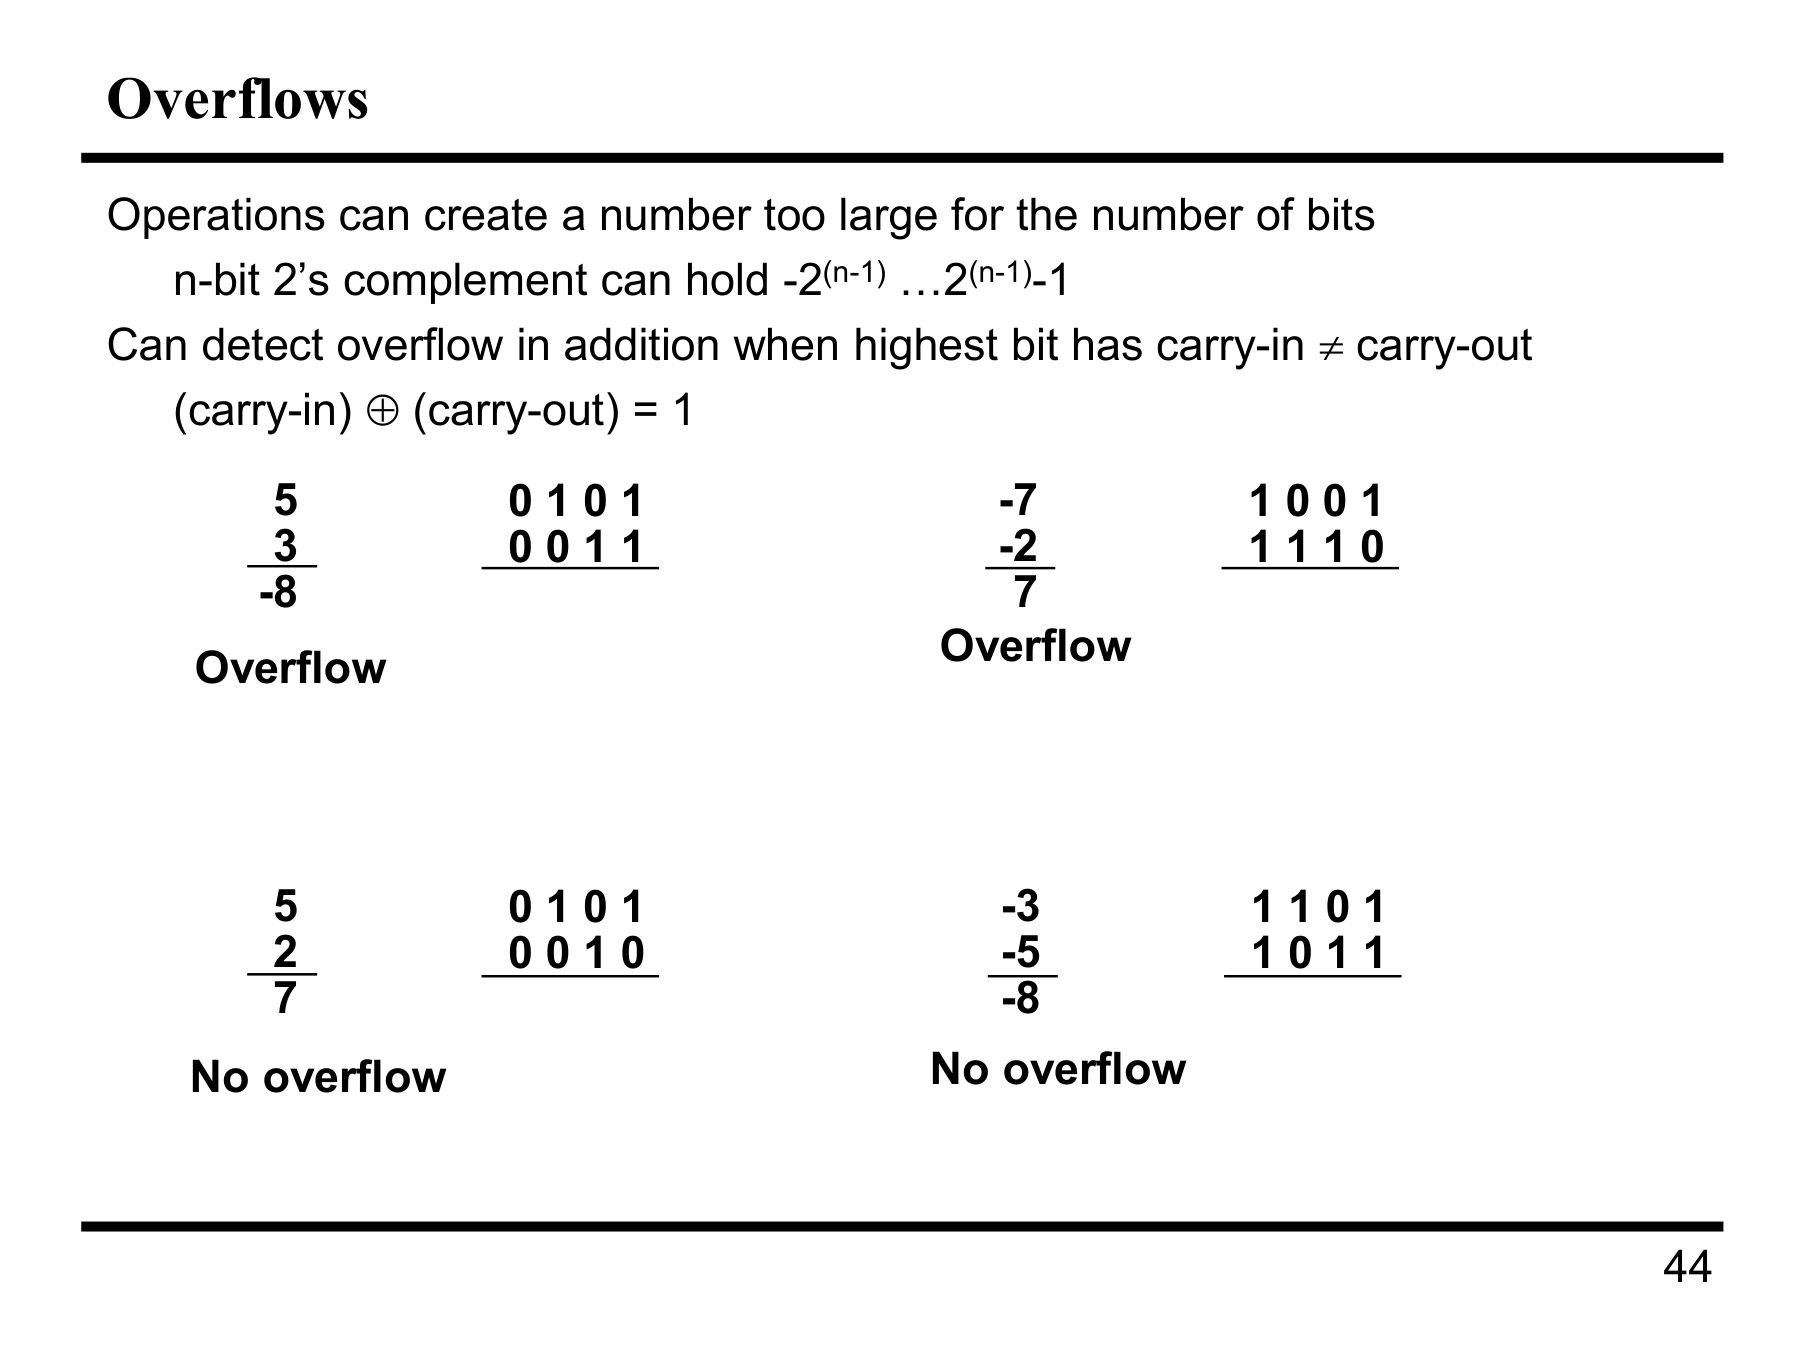 Overflows
Operations can create a number too large for the number of bits
n-bit 2’s complement can hold -2⁽ⁿ⁻¹⁾ …2⁽ⁿ⁻¹⁾-1
Can detect overflow in addition when highest bit has carry-in ≠ carry-out
(carry-in) ⊕ (carry-out) = 1
5
3
-8
Overflow
0 1 0 1
0 0 1 1
-7
-2
7
Overflow
1 0 0 1
1 1 1 0
5
2
7
No overflow
0 1 0 1
0 0 1 0
-3
-5
-8
No overflow
1 1 0 1
1 0 1 1
44